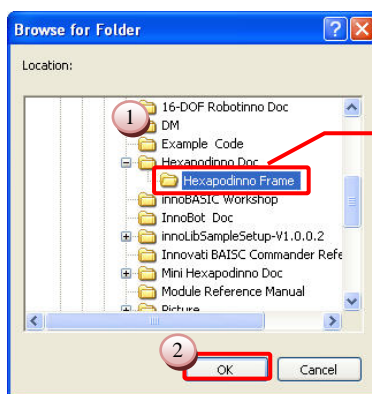 Browse for Folder
Location:
16-DOF Robotinno Doc
1
DM
Example Code
Hexapodinno Doc
Hexapodinno Frame
innoBASIC Workshop
InnoBot Doc
innoLibSampleSetup-V1.0.0.2
Innovati BAISC Commander Refe
Mini Hexapodinno Doc
Module Reference Manual
Picture
2
OK Cancel